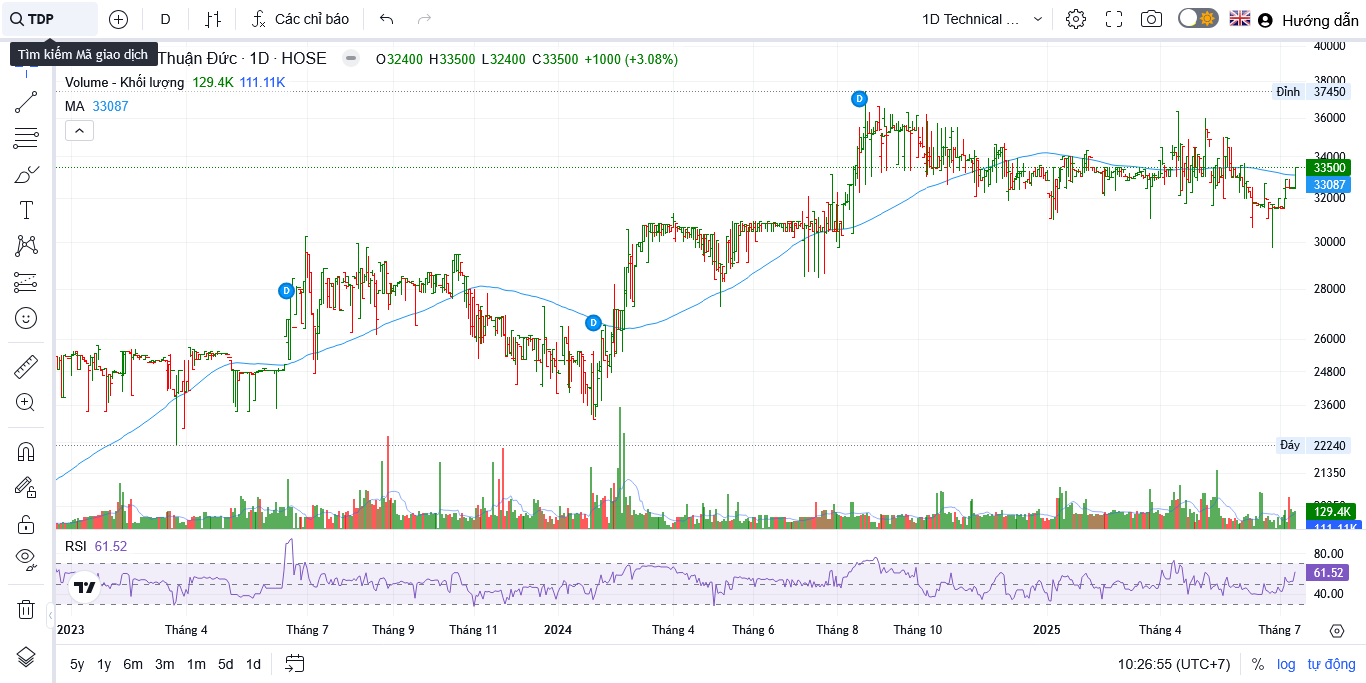 TDP
D
Các chỉ báo
1D Technical ...
Hướng dẫn
Tìm kiếm Mã giao dịch
Thuận Đức · 1D · HOSE
O32400 H33500 L32400 C33500 +1000 (+3.08%)
Volume - Khối lượng 129.4K 111.11K
MA 33087
40000
38000
Đỉnh 37450
36000
34000
33500
33087
32000
30000
28000
26000
24800
23600
Đáy 22240
21350
129.4K
111.11K
D
D
D
RSI 61.52
80.00
61.52
40.00
2023 Tháng 4 Tháng 7 Tháng 9 Tháng 11 2024 Tháng 4 Tháng 6 Tháng 8 Tháng 10 2025 Tháng 4 Tháng 7
5y 1y 6m 3m 1m 5d 1d
10:26:55 (UTC+7) % log tự động